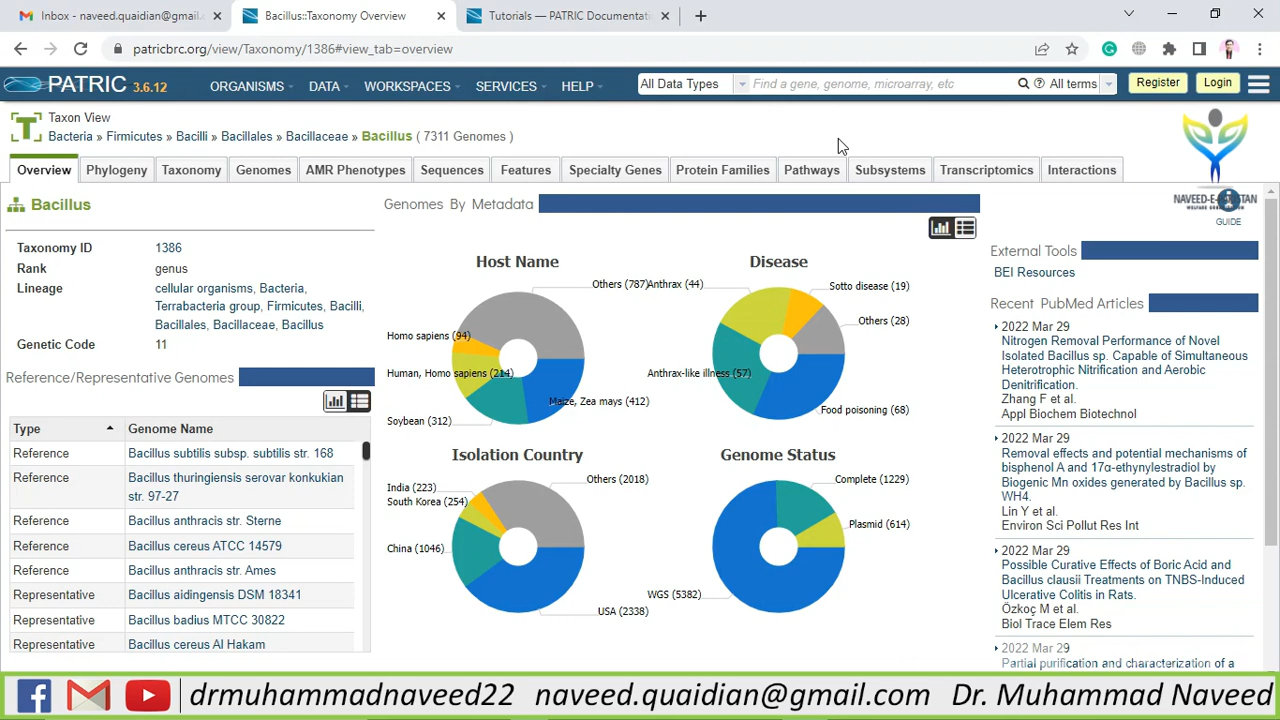 Inbox - naveed.quaidian@gmail.c
Bacillus::Taxonomy Overview
Tutorials — PATRIC Documentati
patricbrc.org/view/Taxonomy/1386#view_tab=overview
PATRIC 3.6.12
ORGANISMS DATA WORKSPACES SERVICES HELP
All Data Types Find a gene, genome, microarray, etc All terms Register Login
Taxon View
Bacteria » Firmicutes » Bacilli » Bacillales » Bacillaceae » Bacillus ( 7311 Genomes )
Overview Phylogeny Taxonomy Genomes AMR Phenotypes Sequences Features Specialty Genes Protein Families Pathways Subsystems Transcriptomics Interactions
Bacillus
Taxonomy ID 1386
Rank genus
Lineage cellular organisms, Bacteria,
Terrabacteria group, Firmicutes, Bacilli,
Bacillales, Bacillaceae, Bacillus
Genetic Code 11
Reference/Representative Genomes
Type Genome Name
Reference Bacillus subtilis subsp. subtilis str. 168
Reference Bacillus thuringiensis serovar konkukian
str. 97-27
Reference Bacillus anthracis str. Sterne
Reference Bacillus cereus ATCC 14579
Reference Bacillus anthracis str. Ames
Representative Bacillus aidingensis DSM 18341
Representative Bacillus badius MTCC 30822
Representative Bacillus cereus Al Hakam
Genomes By Metadata
Host Name
Others (787)
Homo sapiens (94)
Human, Homo sapiens (214)
Maize, Zea mays (412)
Soybean (312)
Disease
Anthrax (44)
Sotto disease (19)
Others (28)
Anthrax-like illness (57)
Food poisoning (68)
Isolation Country
Others (2018)
India (223)
South Korea (254)
China (1046)
USA (2338)
Genome Status
Complete (1229)
Plasmid (614)
WGS (5382)
NAVEED-E-PAKISTAN
GUIDE
External Tools
BEI Resources
Recent PubMed Articles
2022 Mar 29
Nitrogen Removal Performance of Novel
Isolated Bacillus sp. Capable of Simultaneous
Heterotrophic Nitrification and Aerobic
Denitrification.
Zhang F et al.
Appl Biochem Biotechnol
2022 Mar 29
Removal effects and potential mechanisms of
bisphenol A and 17α-ethynylestradiol by
Biogenic Mn oxides generated by Bacillus sp.
WH4.
Lin Y et al.
Environ Sci Pollut Res Int
2022 Mar 29
Possible Curative Effects of Boric Acid and
Bacillus clausii Treatments on TNBS-Induced
Ulcerative Colitis in Rats.
Özkoç M et al.
Biol Trace Elem Res
2022 Mar 29
Partial purification and characterization of a
drmuhammadnaveed22 naveed.quaidian@gmail.com Dr. Muhammad Naveed